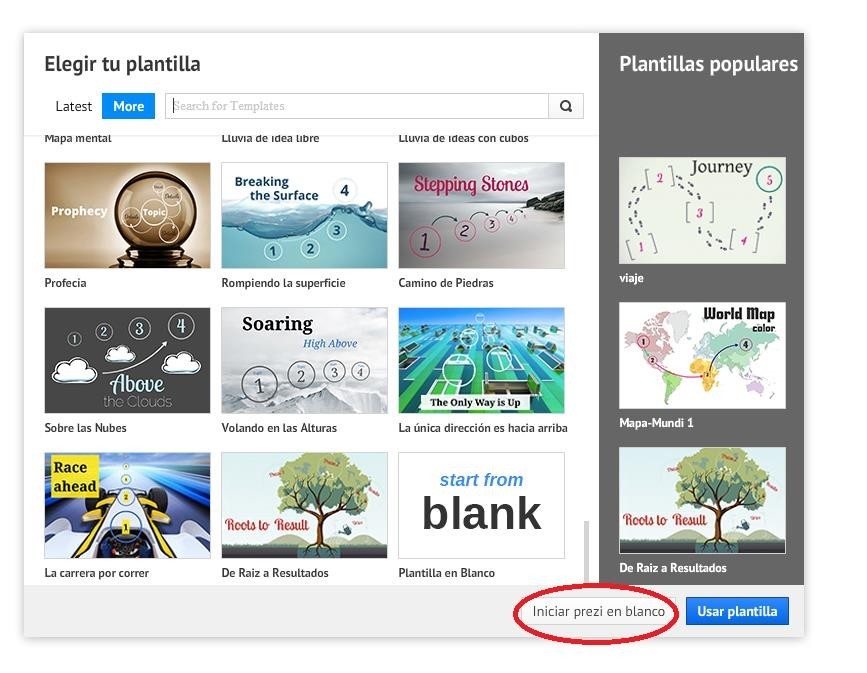 Elegir tu plantilla
Latest
More
Search for Templates
Mapa mental
Lluvia de idea libre
Lluvia de ideas con cubos
Prophecy
Topic
Profecia
Breaking
the Surface
1
2
3
4
Rompiendo la superficie
Stepping Stones
1
2
3
4
Camino de Piedras
1
2
3
4
Above
the Clouds
Sobre las Nubes
Soaring
High Above
1
2
3
4
Volando en las Alturas
The Only Way is Up
La única dirección es hacia arriba
Race
ahead
1
2
La carrera por correr
Roots to Result
De Raiz a Resultados
start from
blank
Plantilla en Blanco
Plantillas populares
Journey
1
2
3
4
5
viaje
World Map
color
1
2
3
4
Mapa-Mundi 1
Roots to Result
De Raiz a Resultados
Iniciar prezi en blanco
Usar plantilla